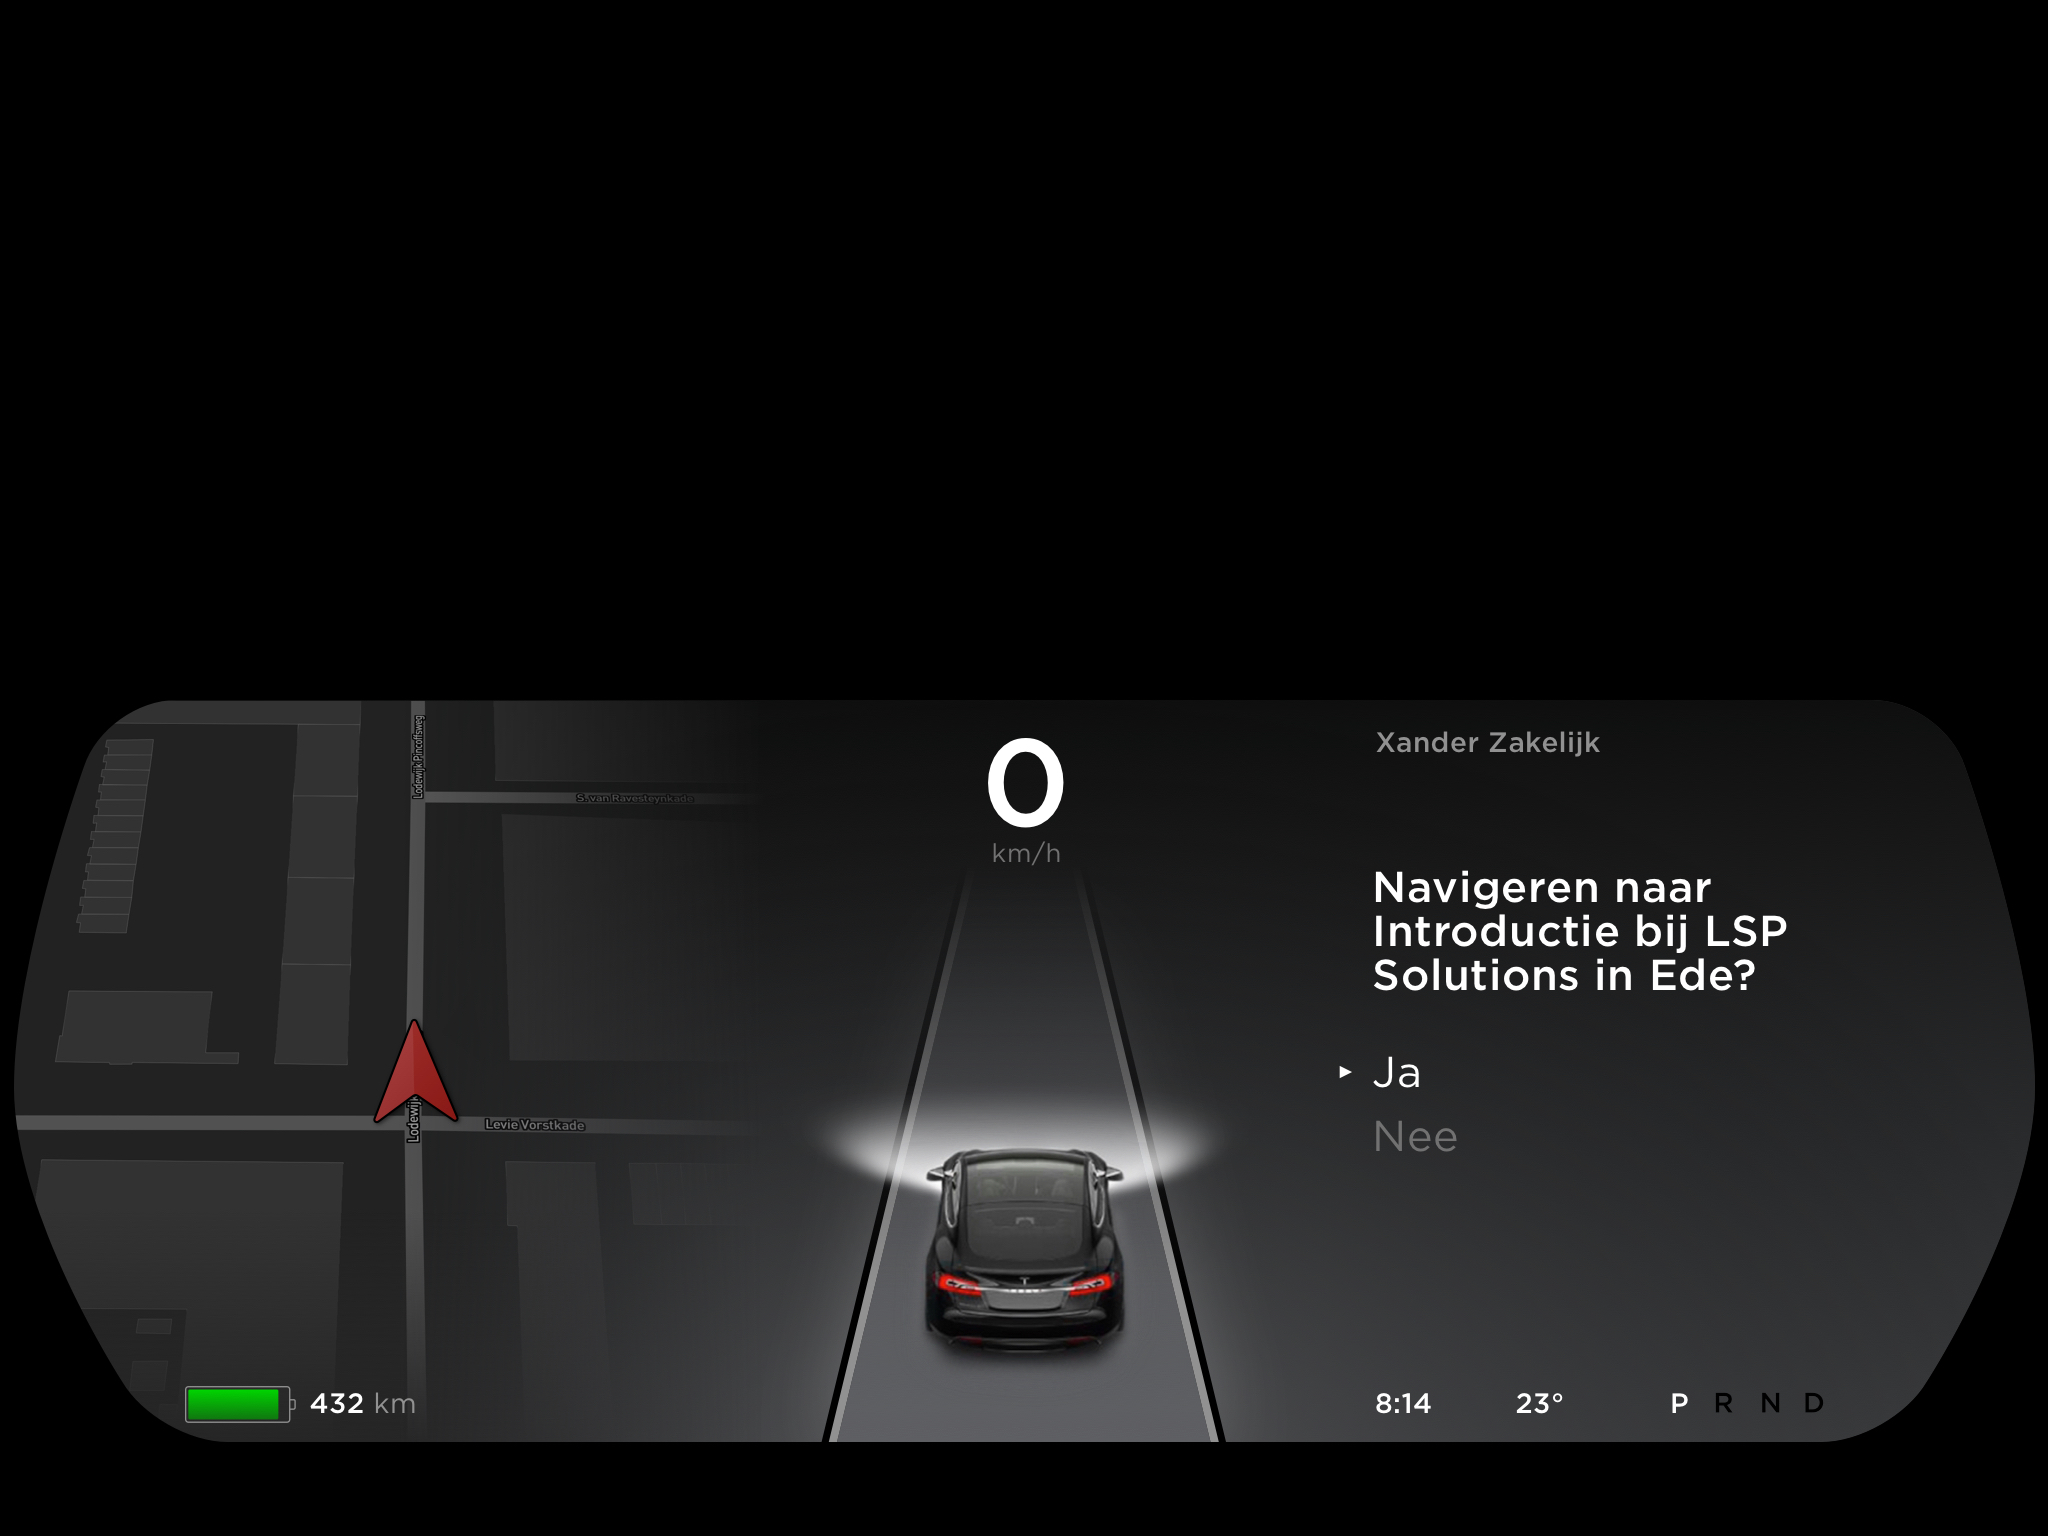 Lodewijk Pincoffsweg
S. van Ravesteynkade
Lodewijk
Levie Vorstkade
432 km
0
km/h
Xander Zakelijk
Navigeren naar
Introductie bij LSP
Solutions in Ede?
Ja
Nee
8:14 23° P R N D